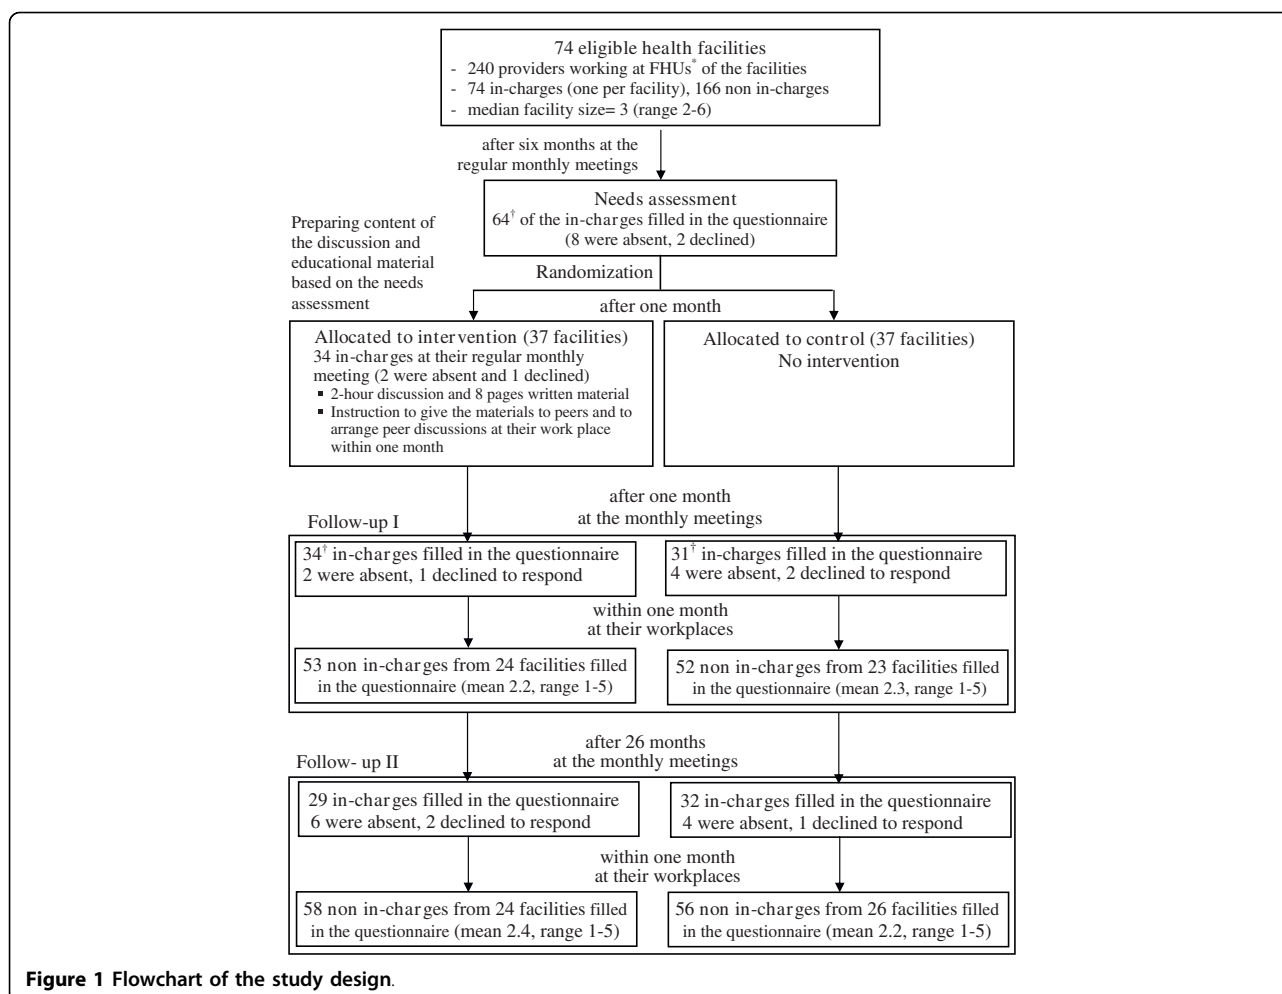 74 eligible health facilities
- 240 providers working at FHUs* of the facilities
- 74 in-charges (one per facility), 166 non in-charges
- median facility size= 3 (range 2-6)
after six months at the
regular monthly meetings
Needs assessment
64† of the in-charges filled in the questionnaire
(8 were absent, 2 declined)
Preparing content of
the discussion and
educational material
based on the needs
assessment
Randomization
after one month
Allocated to intervention (37 facilities)
34 in-charges at their regular monthly
meeting (2 were absent and 1 declined)
▪ 2-hour discussion and 8 pages written material
▪ Instruction to give the materials to peers and to
arrange peer discussions at their work place
within one month
Allocated to control (37 facilities)
No intervention
after one month
at the monthly meetings
Follow-up I
34† in-charges filled in the questionnaire
2 were absent, 1 declined to respond
31† in-charges filled in the questionnaire
4 were absent, 2 declined to respond
within one month
at their workplaces
53 non in-charges from 24 facilities filled
in the questionnaire (mean 2.2, range 1-5)
52 non in-charges from 23 facilities filled
in the questionnaire (mean 2.3, range 1-5)
after 26 months
at the monthly meetings
Follow- up II
29 in-charges filled in the questionnaire
6 were absent, 2 declined to respond
32 in-charges filled in the questionnaire
4 were absent, 1 declined to respond
within one month
at their workplaces
58 non in-charges from 24 facilities filled
in the questionnaire (mean 2.4, range 1-5)
56 non in-charges from 26 facilities filled
in the questionnaire (mean 2.2, range 1-5)
Figure 1 Flowchart of the study design.